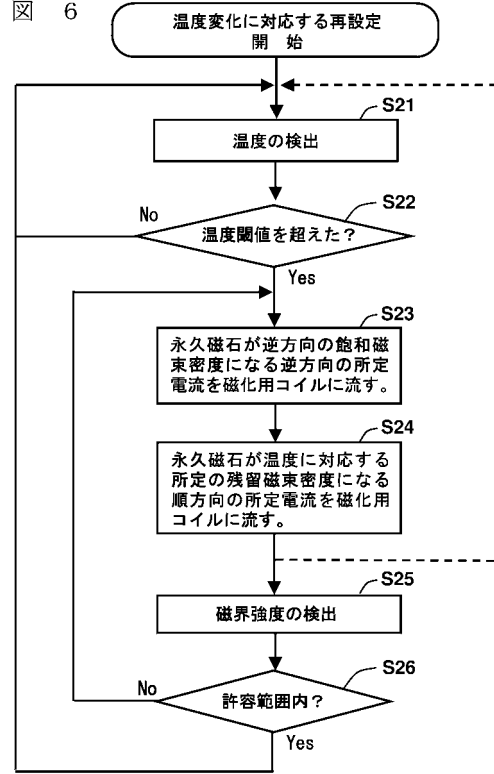 図 6
温度変化に対応する再設定
開 始
S21
温度の検出
S22
No
温度閾値を超えた?
Yes
S23
永久磁石が逆方向の飽和磁
束密度になる逆方向の所定
電流を磁化用コイルに流す。
S24
永久磁石が温度に対応する
所定の残留磁束密度になる
順方向の所定電流を磁化用
コイルに流す。
S25
磁界強度の検出
S26
No
許容範囲内?
Yes